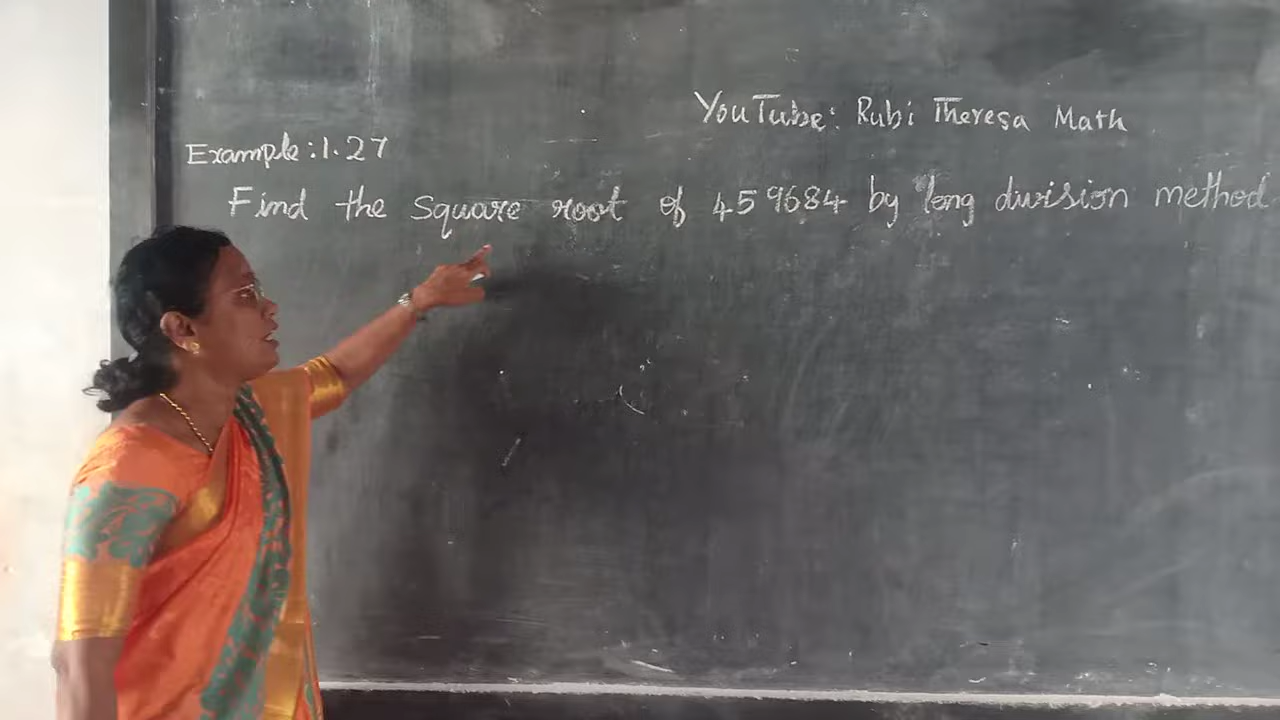 YouTube: Rubi Theresa Math
Example: 1.27
Find the square root of 459684 by long division method